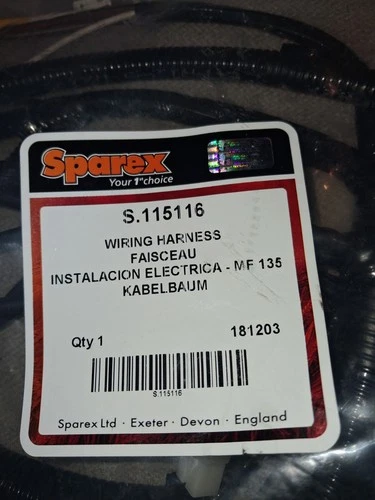 Sparex
Your 1st choice
S.115116
WIRING HARNESS
FAISCEAU
INSTALACION ELECTRICA - MF 135
KABELBAUM
Qty 1 181203
S.115116
Sparex Ltd · Exeter · Devon · England